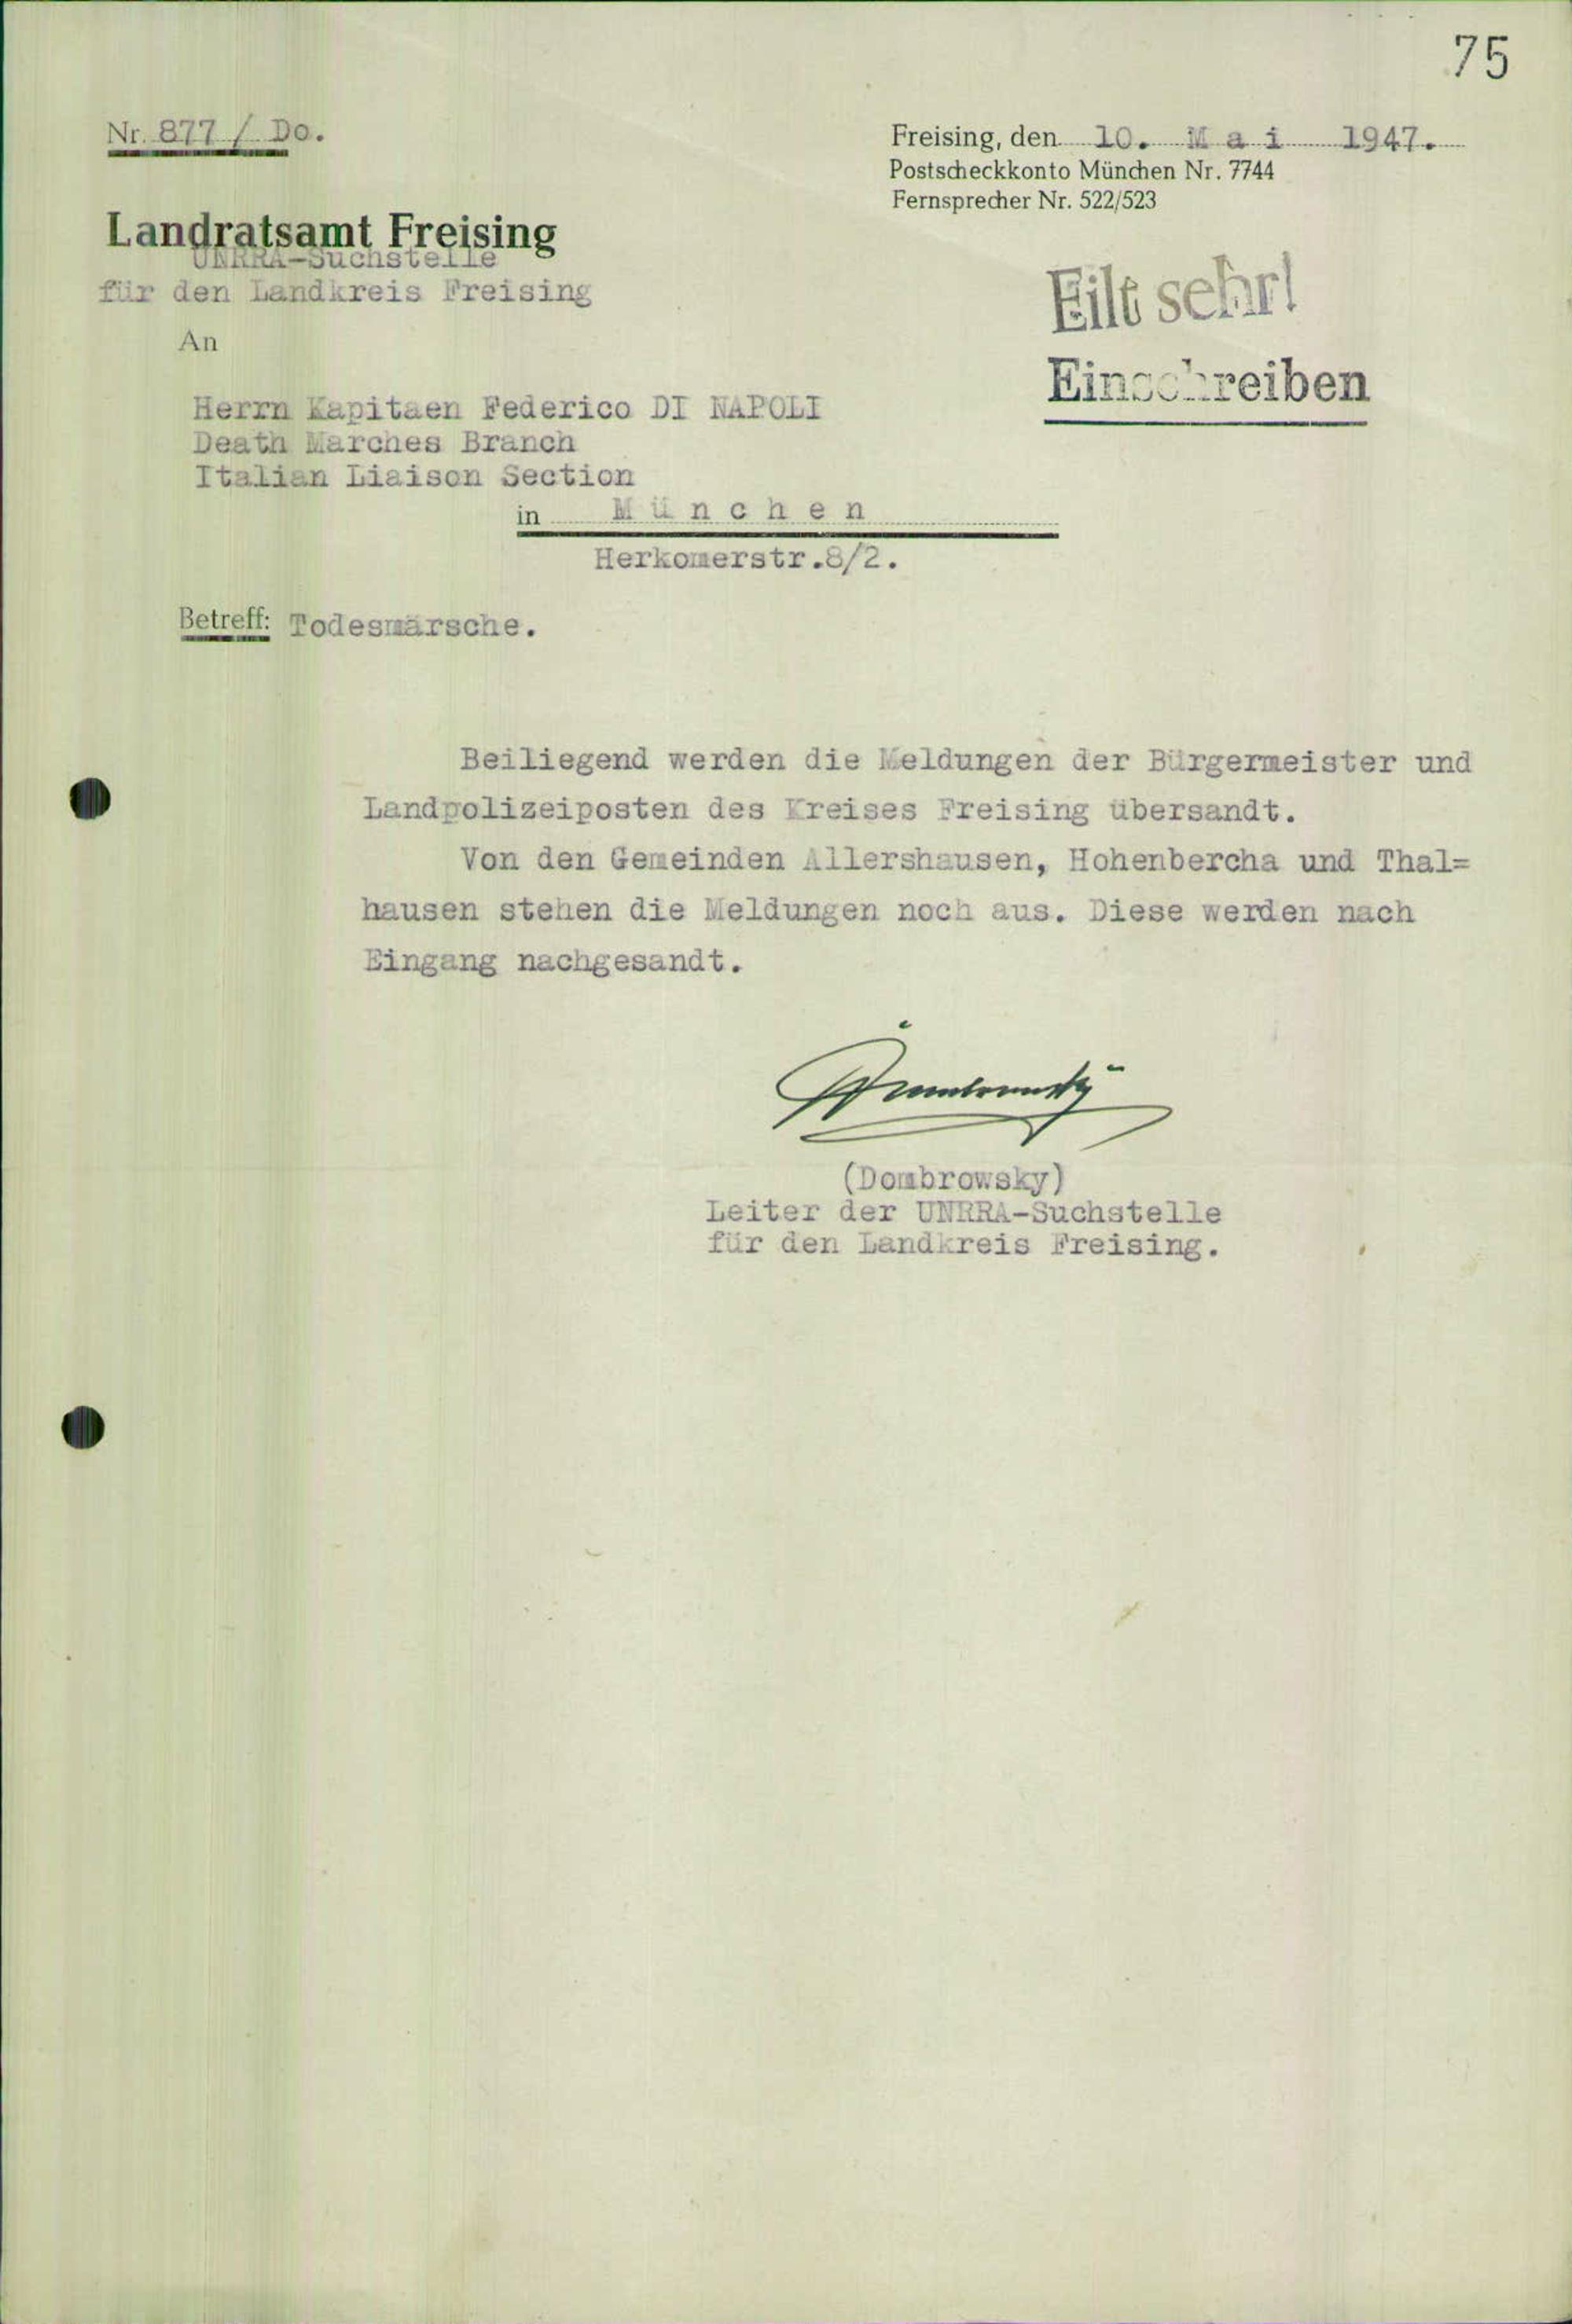 75
Nr. 877 / Do.
Freising, den 10. M a i 1947.
Postscheckkonto München Nr. 7744
Fernsprecher Nr. 522/523
Landratsamt Freising
UNRRA-Suchstelle
für den Landkreis Freising
Eilt sehr!
An
Einschreiben
Herrn Kapitaen Federico DI NAPOLI
Death Marches Branch
Italian Liaison Section
in M ü n c h e n
Herkomerstr.8/2.
Betreff: Todesmärsche.
Beiliegend werden die Meldungen der Bürgermeister und
Landpolizeiposten des Kreises Freising übersandt.
Von den Gemeinden Allershausen, Hohenbercha und Thal=
hausen stehen die Meldungen noch aus. Diese werden nach
Eingang nachgesandt.
Dombrowsky
(Dombrowsky)
Leiter der UNRRA-Suchstelle
für den Landkreis Freising.